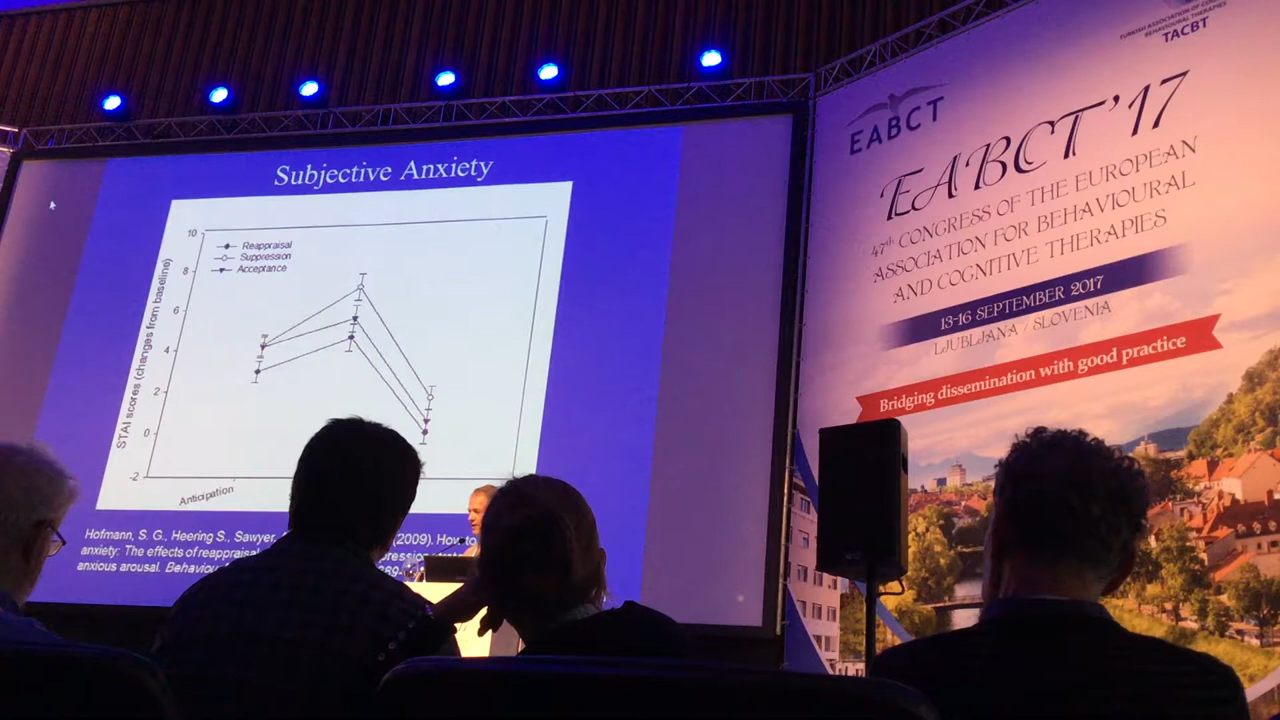 Subjective Anxiety
10
8
6
4
2
0
-2
STAI scores (changes from baseline)
Reappraisal
Suppression
Acceptance
Anticipation
Hofmann, S. G., Heering S., Sawyer, (2009). How to
anxiety: The effects of reappraisal
anxious arousal.
TURKISH ASSOCIATION OF
BEHAVIOURAL THERAPIES
TACBT
EABCT
EABCT'17
47th CONGRESS OF THE EUROPEAN
ASSOCIATION FOR BEHAVIOURAL
AND COGNITIVE THERAPIES
13-16 SEPTEMBER 2017
LJUBLJANA / SLOVENIA
Bridging dissemination with good practice